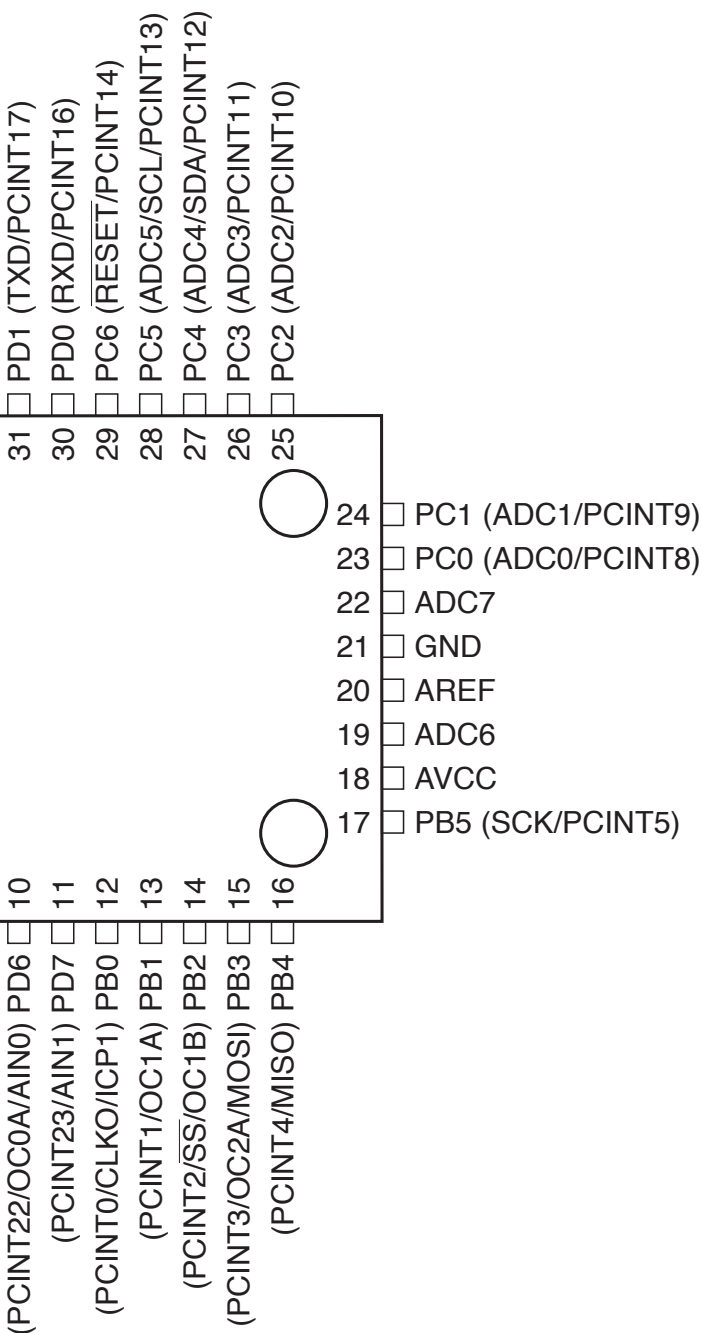 31 PD1 (TXD/PCINT17)
30 PD0 (RXD/PCINT16)
29 PC6 (RESET/PCINT14)
28 PC5 (ADC5/SCL/PCINT13)
27 PC4 (ADC4/SDA/PCINT12)
26 PC3 (ADC3/PCINT11)
25 PC2 (ADC2/PCINT10)
24 PC1 (ADC1/PCINT9)
23 PC0 (ADC0/PCINT8)
22 ADC7
21 GND
20 AREF
19 ADC6
18 AVCC
17 PB5 (SCK/PCINT5)
(PCINT22/OC0A/AIN0) PD6 10
(PCINT23/AIN1) PD7 11
(PCINT0/CLKO/ICP1) PB0 12
(PCINT1/OC1A) PB1 13
(PCINT2/SS/OC1B) PB2 14
(PCINT3/OC2A/MOSI) PB3 15
(PCINT4/MISO) PB4 16